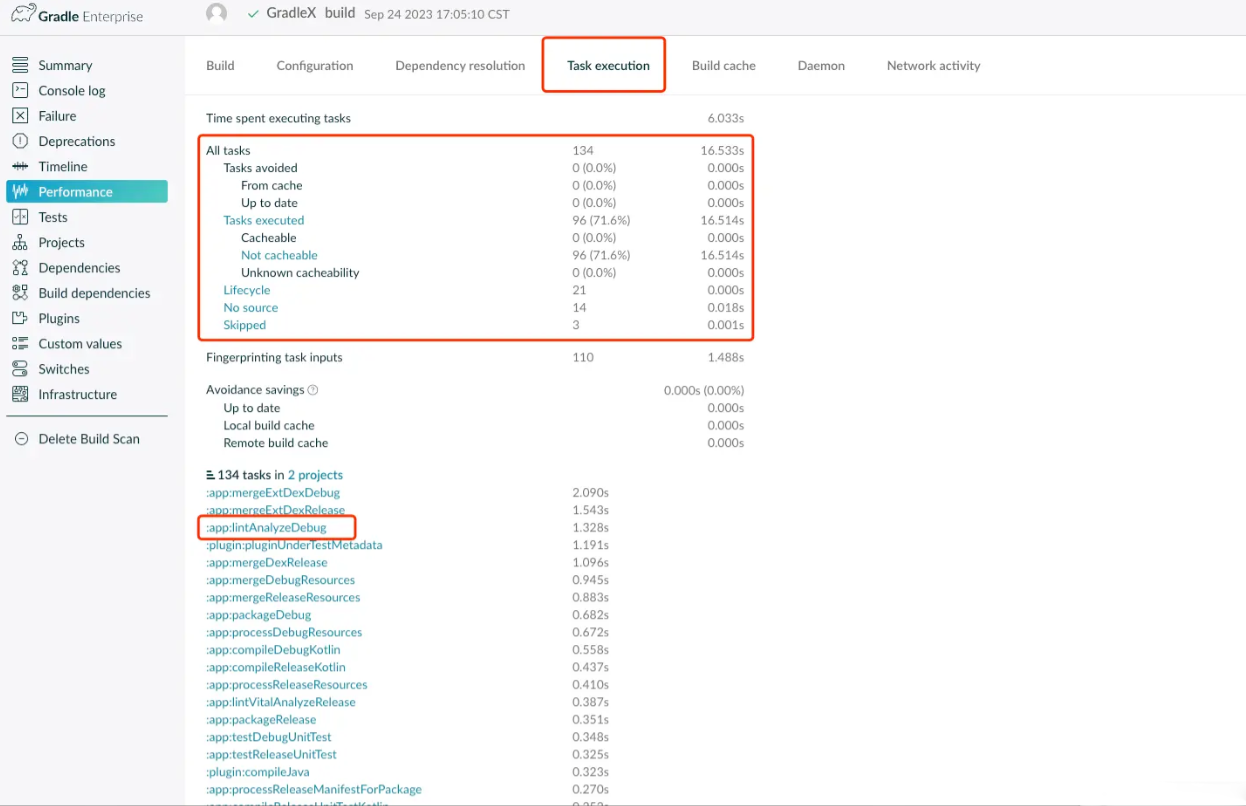 Gradle Enterprise
GradleX build Sep 24 2023 17:05:10 CST
Summary
Console log
Failure
Deprecations
Timeline
Performance
Tests
Projects
Dependencies
Build dependencies
Plugins
Custom values
Switches
Infrastructure
Delete Build Scan
Build Configuration Dependency resolution Task execution Build cache Daemon Network activity
Time spent executing tasks 6.033s
All tasks 134 16.533s
Tasks avoided 0 (0.0%) 0.000s
From cache 0 (0.0%) 0.000s
Up to date 0 (0.0%) 0.000s
Tasks executed 96 (71.6%) 16.514s
Cacheable 0 (0.0%) 0.000s
Not cacheable 96 (71.6%) 16.514s
Unknown cacheability 0 (0.0%) 0.000s
Lifecycle 21 0.000s
No source 14 0.018s
Skipped 3 0.001s
Fingerprinting task inputs 110 1.488s
Avoidance savings 0.000s (0.00%)
Up to date 0.000s
Local build cache 0.000s
Remote build cache 0.000s
134 tasks in 2 projects
:app:mergeExtDexDebug 2.090s
:app:mergeExtDexRelease 1.543s
:app:lintAnalyzeDebug 1.328s
:plugin:pluginUnderTestMetadata 1.191s
:app:mergeDexRelease 1.096s
:app:mergeDebugResources 0.945s
:app:mergeReleaseResources 0.883s
:app:packageDebug 0.682s
:app:processDebugResources 0.672s
:app:compileDebugKotlin 0.558s
:app:compileReleaseKotlin 0.437s
:app:processReleaseResources 0.410s
:app:lintVitalAnalyzeRelease 0.387s
:app:packageRelease 0.351s
:app:testDebugUnitTest 0.348s
:app:testReleaseUnitTest 0.325s
:plugin:compileJava 0.323s
:app:processReleaseManifestForPackage 0.270s